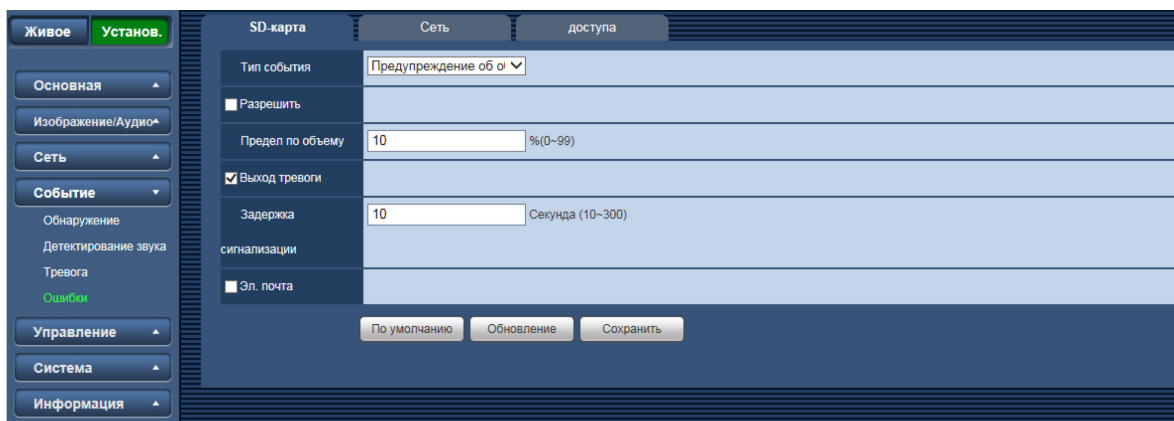 Живое Установ.
SD-карта Сеть доступа
Основная
Изображение/Аудио
Сеть
Событие
Обнаружение
Детектирование звука
Тревога
Ошибки
Управление
Система
Информация
Тип события Предупреждение об о
Разрешить
Предел по объему 10 %(0~99)
Выход тревоги
Задержка 10 Секунда (10~300)
сигнализации
Эл. почта
По умолчанию Обновление Сохранить